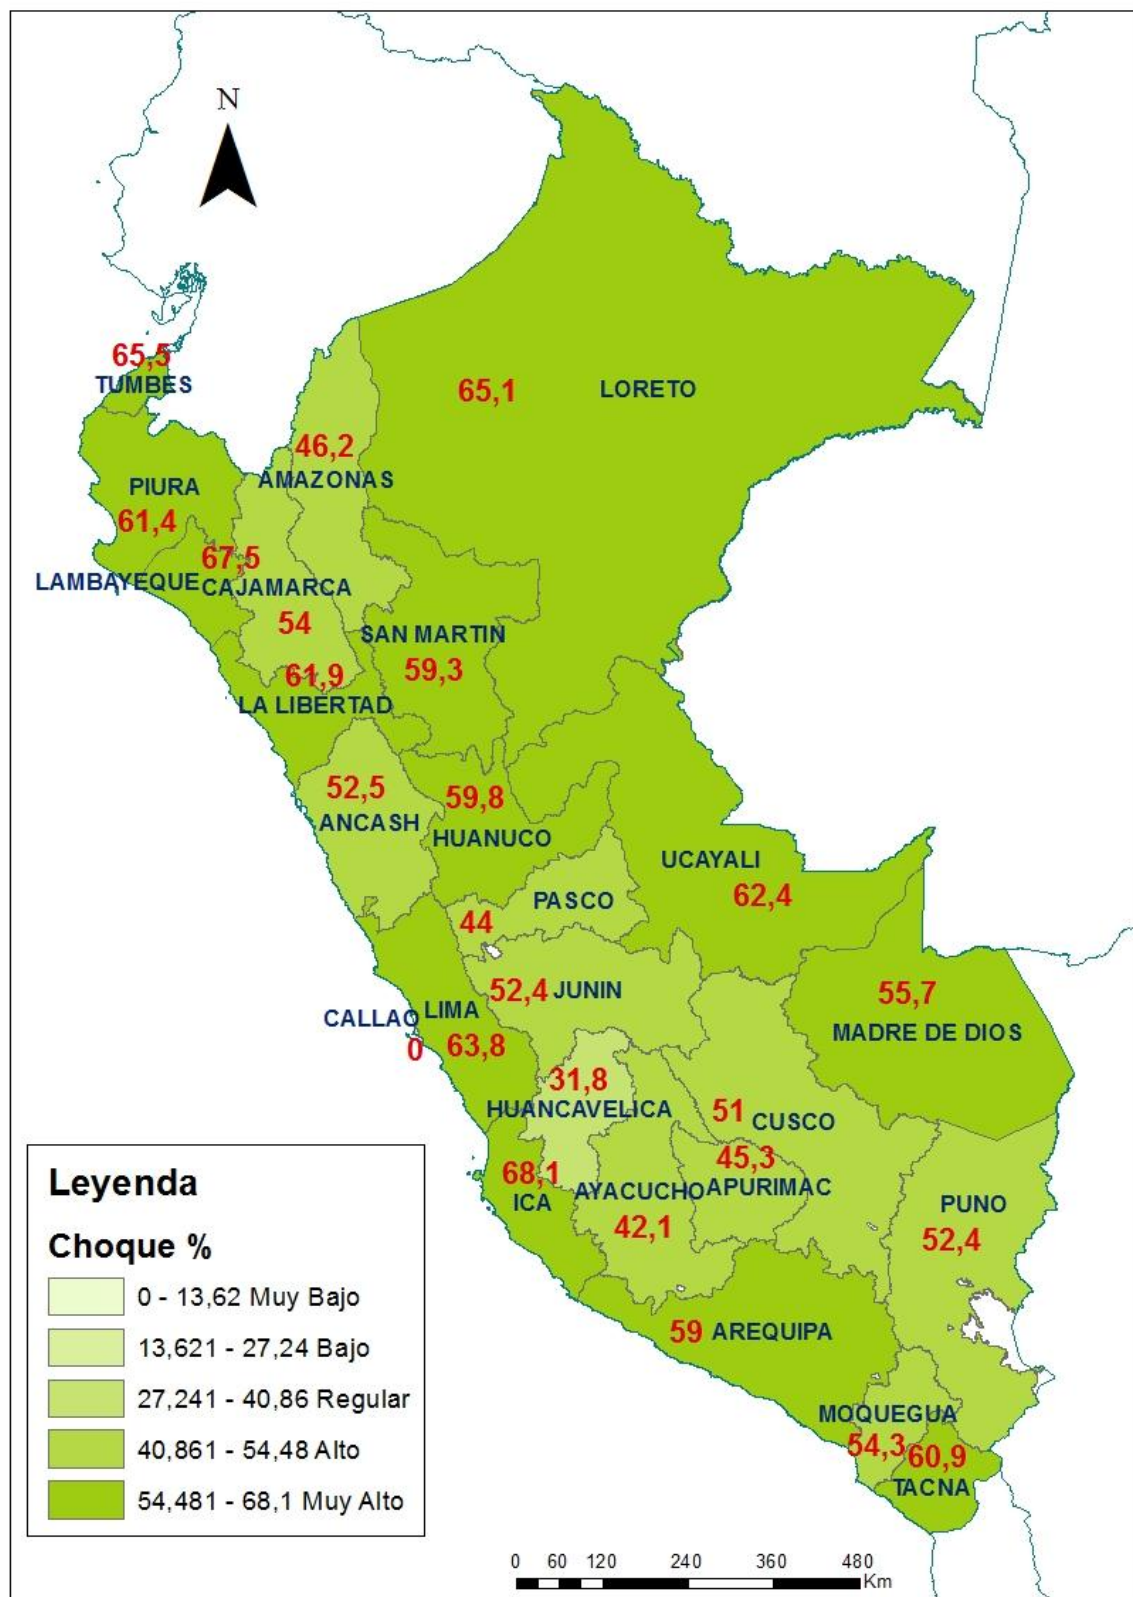 N
65,5
TUMBES
65,1
LORETO
46,2
AMAZONAS
PIURA
61,4
67,5
LAMBAYEQUE
CAJAMARCA
54
SAN MARTIN
59,3
61,9
LA LIBERTAD
52,5
ANCASH
59,8
HUANUCO
UCAYALI
62,4
PASCO
44
52,4
JUNIN
55,7
MADRE DE DIOS
CALLAO
0
LIMA
63,8
31,8
HUANCAVELICA
51
CUSCO
45,3
APURIMAC
68,1
ICA
AYACUCHO
42,1
PUNO
52,4
59
AREQUIPA
MOQUEGUA
54,3
60,9
TACNA
Leyenda
Choque %
0 - 13,62 Muy Bajo
13,621 - 27,24 Bajo
27,241 - 40,86 Regular
40,861 - 54,48 Alto
54,481 - 68,1 Muy Alto
0 60 120 240 360 480
Km